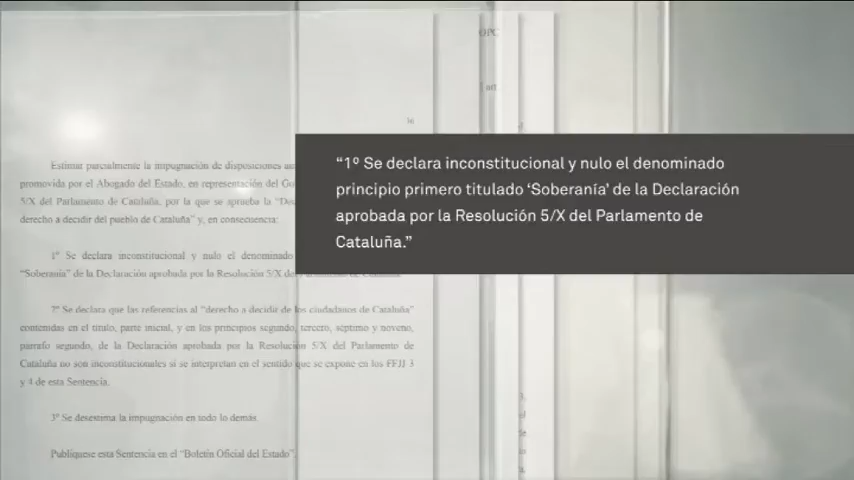 OPC
16
Estimar parcialmente la impugnación de disposiciones
promovida por el Abogado del Estado, en representación del
5/X del Parlamento de Cataluña, por la que se aprueba la
derecho a decidir del pueblo de Cataluña” y, en consecuencia:
1º Se declara inconstitucional y nulo el denominado
“Soberanía” de la Declaración aprobada por la Resolución 5/X
2º Se declara que las referencias al “derecho a decidir de los ciudadanos de Cataluña”
contenidas en el título, parte inicial, y en los principios segundo, tercero, séptimo y noveno,
párrafo segundo, de la Declaración aprobada por la Resolución 5/X del Parlamento de
Cataluña no son inconstitucionales si se interpretan en el sentido que se expone en los FFJJ 3
y 4 de esta Sentencia.
3º Se desestima la impugnación en todo lo demás.
Publíquese esta Sentencia en el “Boletín Oficial del Estado”.
“1º Se declara inconstitucional y nulo el denominado
principio primero titulado ‘Soberanía’ de la Declaración
aprobada por la Resolución 5/X del Parlamento de
Cataluña.”